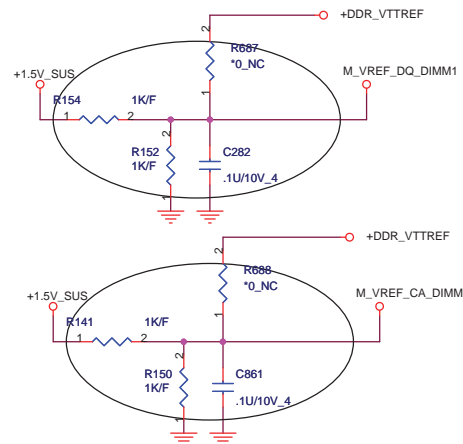 +DDR_VTTREF
2
R687
*0_NC
+1.5V_SUS
M_VREF_DQ_DIMM1
1
R154
1K/F
1
2
2
R152
1K/F
C282
.1U/10V_4
1
+DDR_VTTREF
2
R688
*0_NC
+1.5V_SUS
M_VREF_CA_DIMM
1
R141
1K/F
1
2
2
R150
1K/F
C861
.1U/10V_4
1